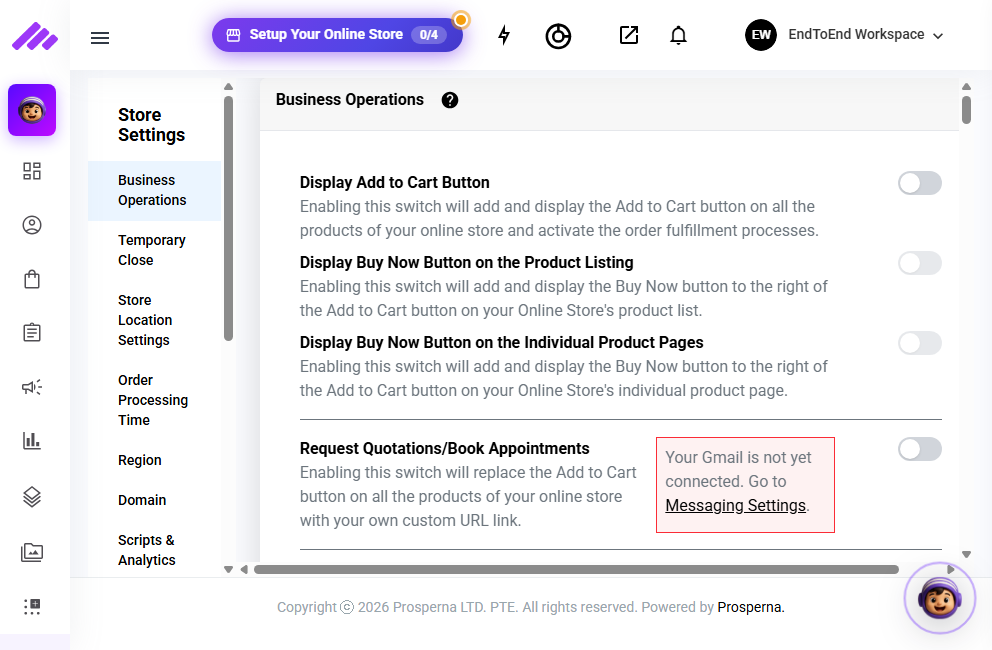 Setup Your Online Store 0/4
EW EndToEnd Workspace
Store
Settings
Business
Operations
Temporary
Close
Store
Location
Settings
Order
Processing
Time
Region
Domain
Scripts &
Analytics
Business Operations ?
Display Add to Cart Button
Enabling this switch will add and display the Add to Cart button on all the
products of your online store and activate the order fulfillment processes.
Display Buy Now Button on the Product Listing
Enabling this switch will add and display the Buy Now button to the right of
the Add to Cart button on your Online Store's product list.
Display Buy Now Button on the Individual Product Pages
Enabling this switch will add and display the Buy Now button to the right of
the Add to Cart button on your Online Store's individual product page.
Request Quotations/Book Appointments
Enabling this switch will replace the Add to Cart
button on all the products of your online store
with your own custom URL link.
Your Gmail is not yet
connected. Go to
Messaging Settings.
Copyright © 2026 Prosperna LTD. PTE. All rights reserved. Powered by Prosperna.